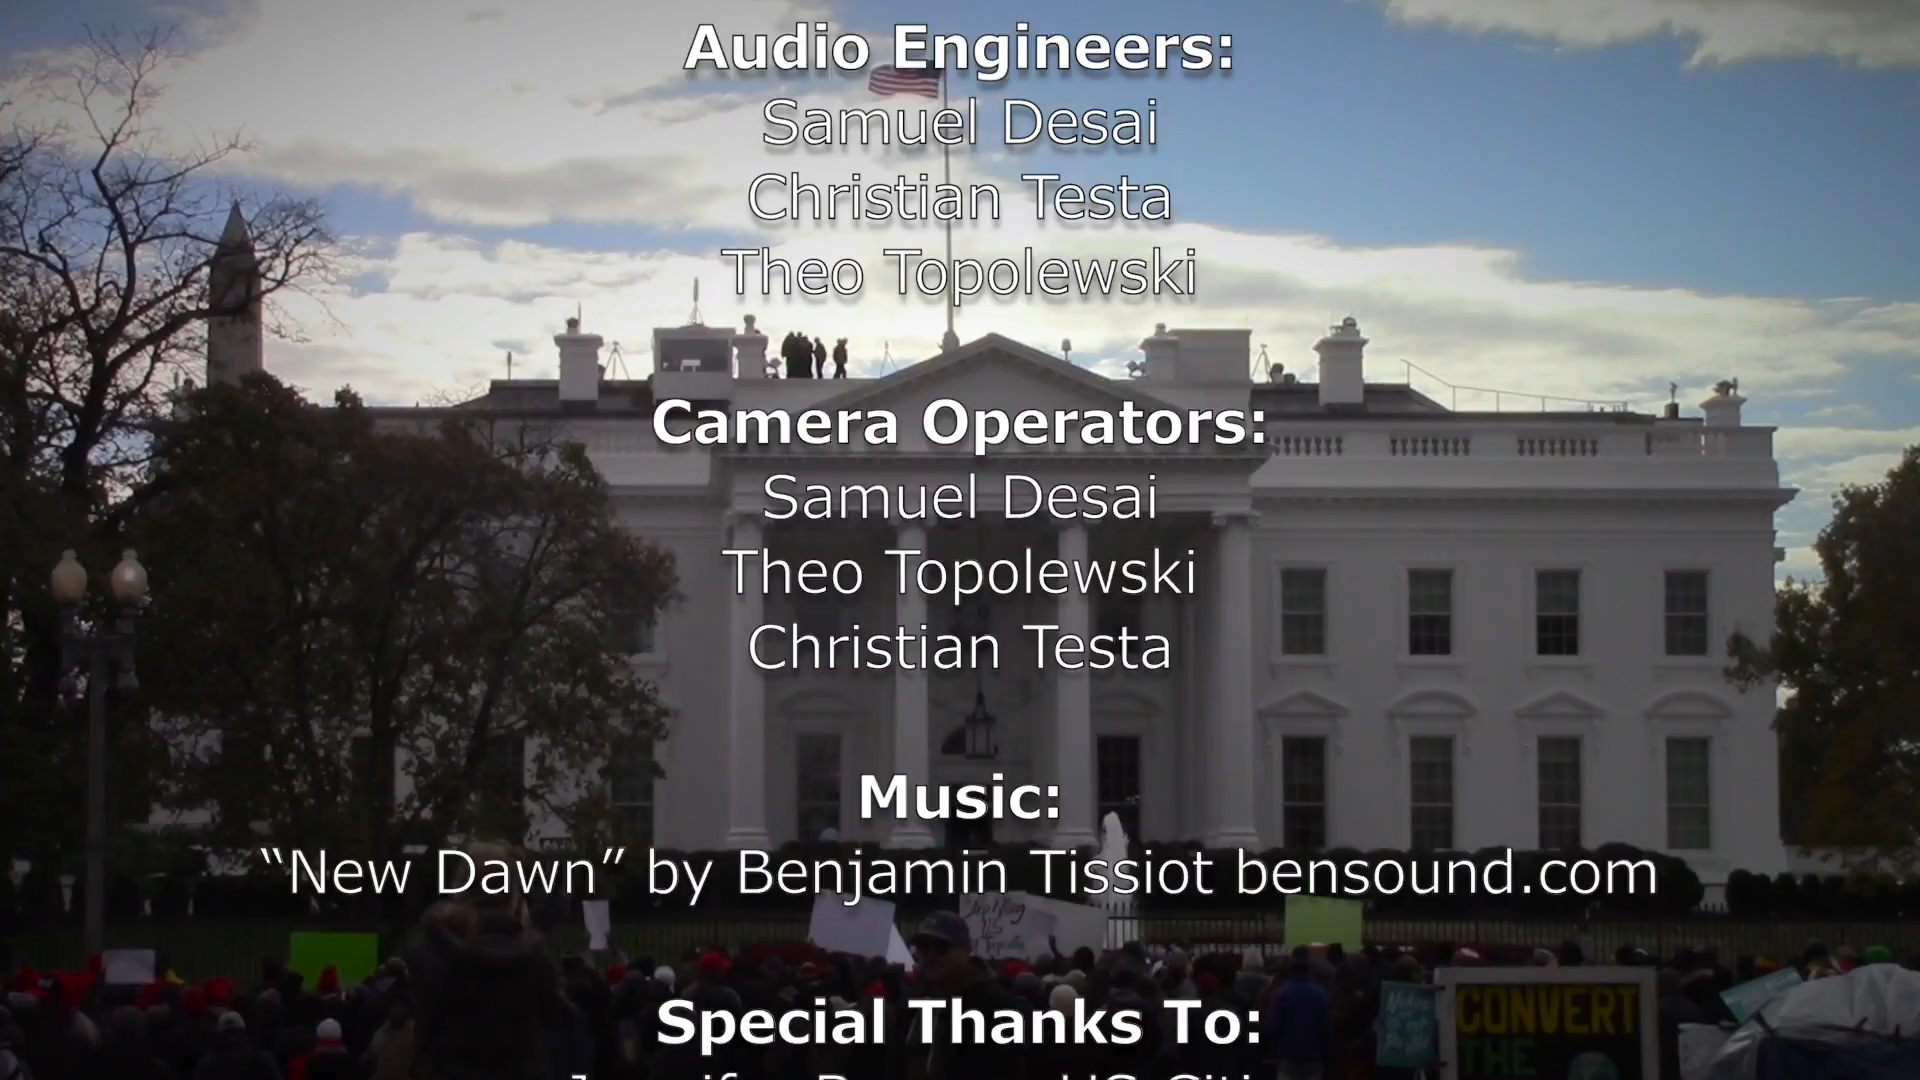 Audio Engineers:
Samuel Desai
Christian Testa
Theo Topolewski
Camera Operators:
Samuel Desai
Theo Topolewski
Christian Testa
Music:
“New Dawn” by Benjamin Tissiot bensound.com
Special Thanks To:
CONVERT
THE